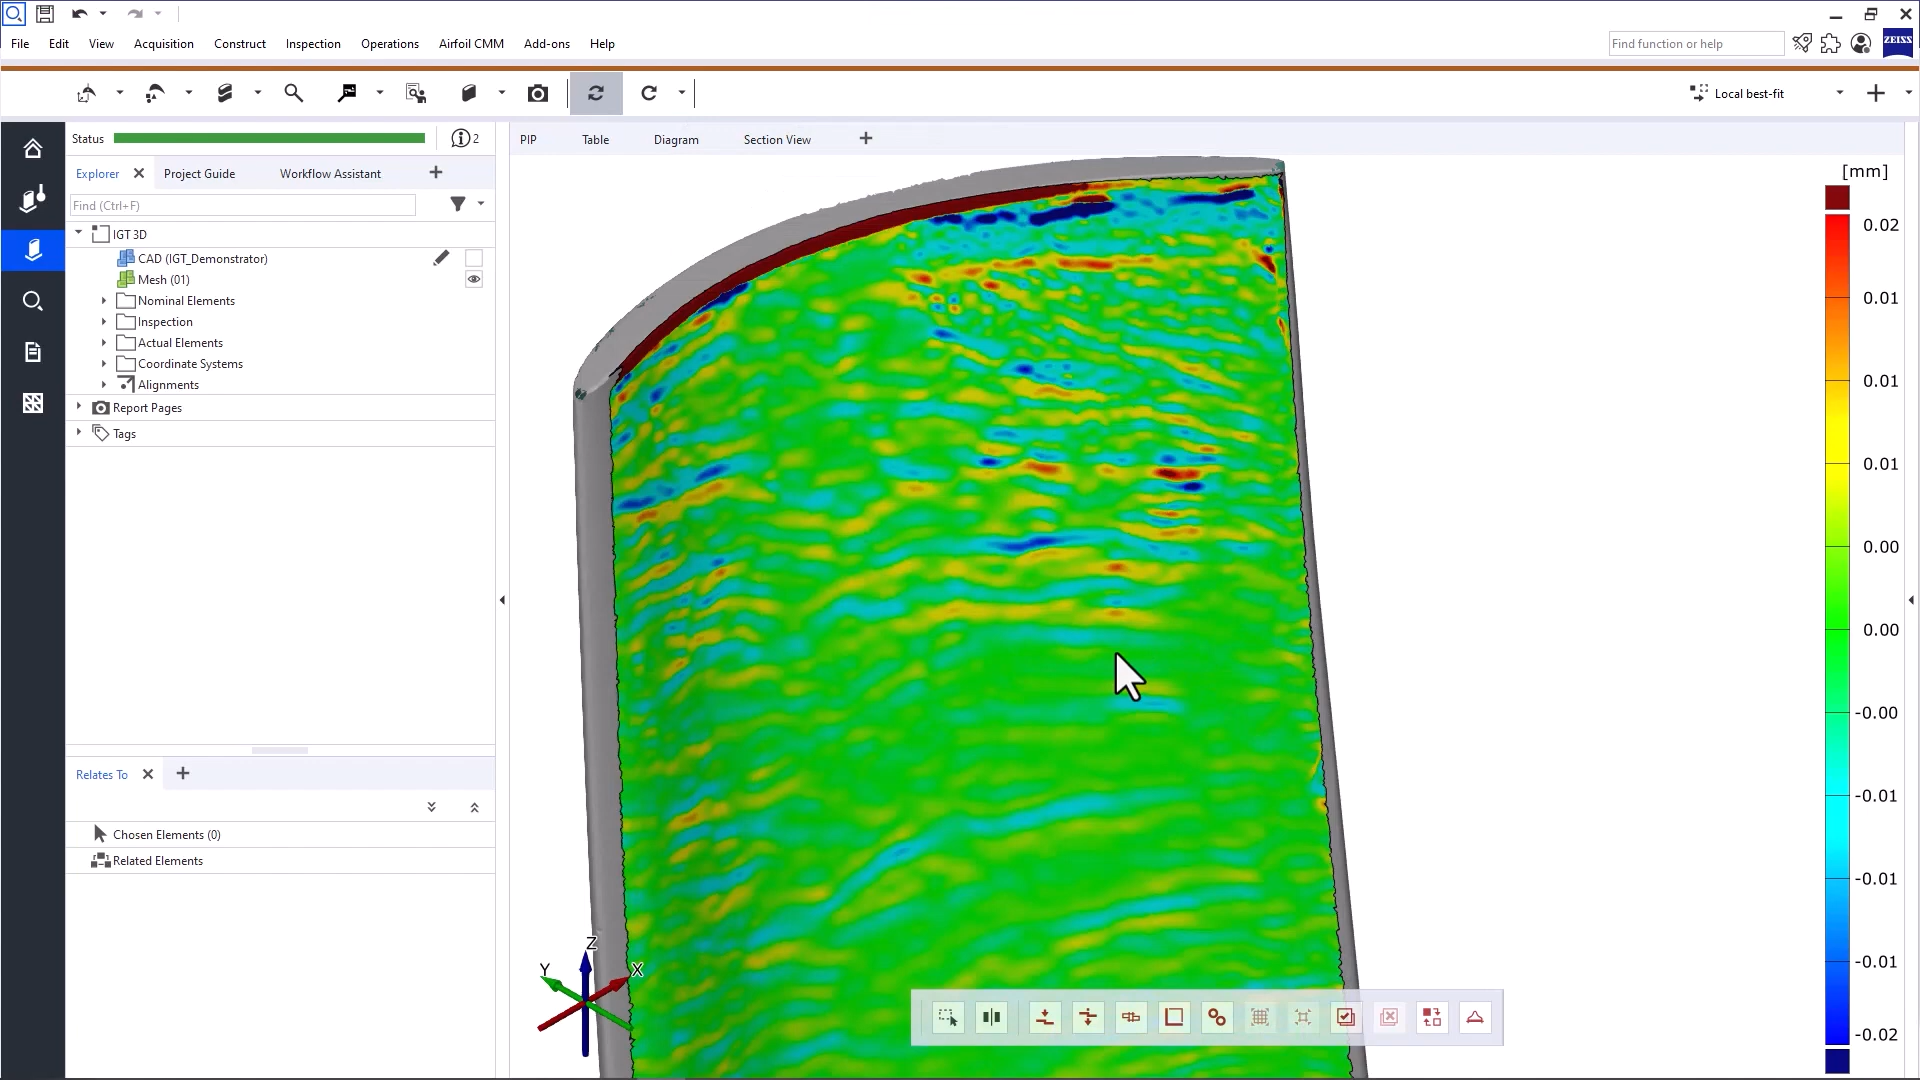 File Edit View Acquisition Construct Inspection Operations Airfoil CMM Add-ons Help
Find function or help
ZEISS
Local best-fit
Status
2
PIP Table Diagram Section View
Explorer Project Guide Workflow Assistant
Find (Ctrl+F)
IGT 3D
CAD (IGT_Demonstrator)
Mesh (01)
Nominal Elements
Inspection
Actual Elements
Coordinate Systems
Alignments
Report Pages
Tags
Relates To
Chosen Elements (0)
Related Elements
Z
Y
X
[mm]
0.02
0.01
0.01
0.01
0.00
0.00
-0.00
-0.01
-0.01
-0.01
-0.02